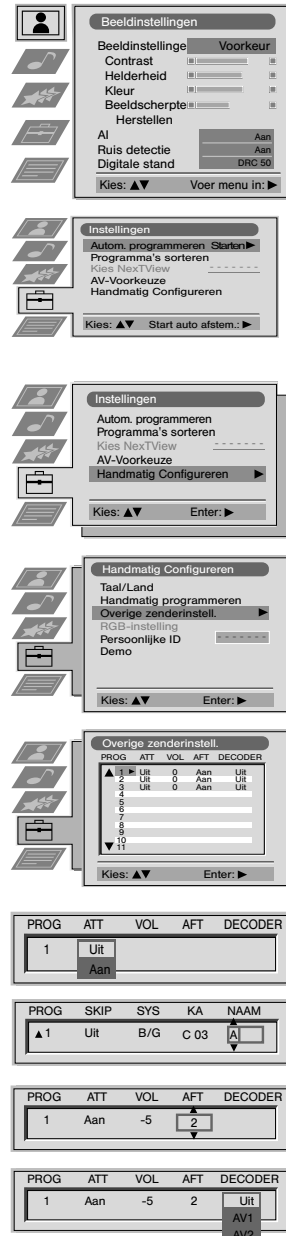 Beeldinstellingen
Beeldinstellinge Voorkeur
Contrast
Helderheid
Kleur
Beeldscherpte
Herstellen
AI Aan
Ruis detectie Aan
Digitale stand DRC 50
Kies: ▲▼ Voer menu in: ▶
Instellingen
Autom. programmeren Starten▶
Programma's sorteren
Kies NexTView - - - - - - -
AV-Voorkeuze
Handmatig Configureren
Kies: ▲▼ Start auto afstem.: ▶
Instellingen
Autom. programmeren
Programma's sorteren
Kies NexTView - - - - - - -
AV-Voorkeuze
Handmatig Configureren ▶
Kies: ▲▼ Enter: ▶
Handmatig Configureren
Taal/Land
Handmatig programmeren
Overige zenderinstell. ▶
RGB-instelling
Persoonlijke ID - - - - - - -
Demo
Kies: ▲▼ Enter: ▶
Overige zenderinstell.
PROG ATT VOL AFT DECODER
▲ 1 ▶ Uit 0 Aan Uit
2 Uit 0 Aan Uit
3 Uit 0 Aan Uit
4
5
6
7
8
9
10
▼ 11
Kies: ▲▼ Enter: ▶
PROG ATT VOL AFT DECODER
1 Uit
Aan
PROG SKIP SYS KA NAAM
▲1 Uit B/G C 03 A
PROG ATT VOL AFT DECODER
1 Aan -5 2
PROG ATT VOL AFT DECODER
1 Aan -5 2 Uit
AV1
AV2